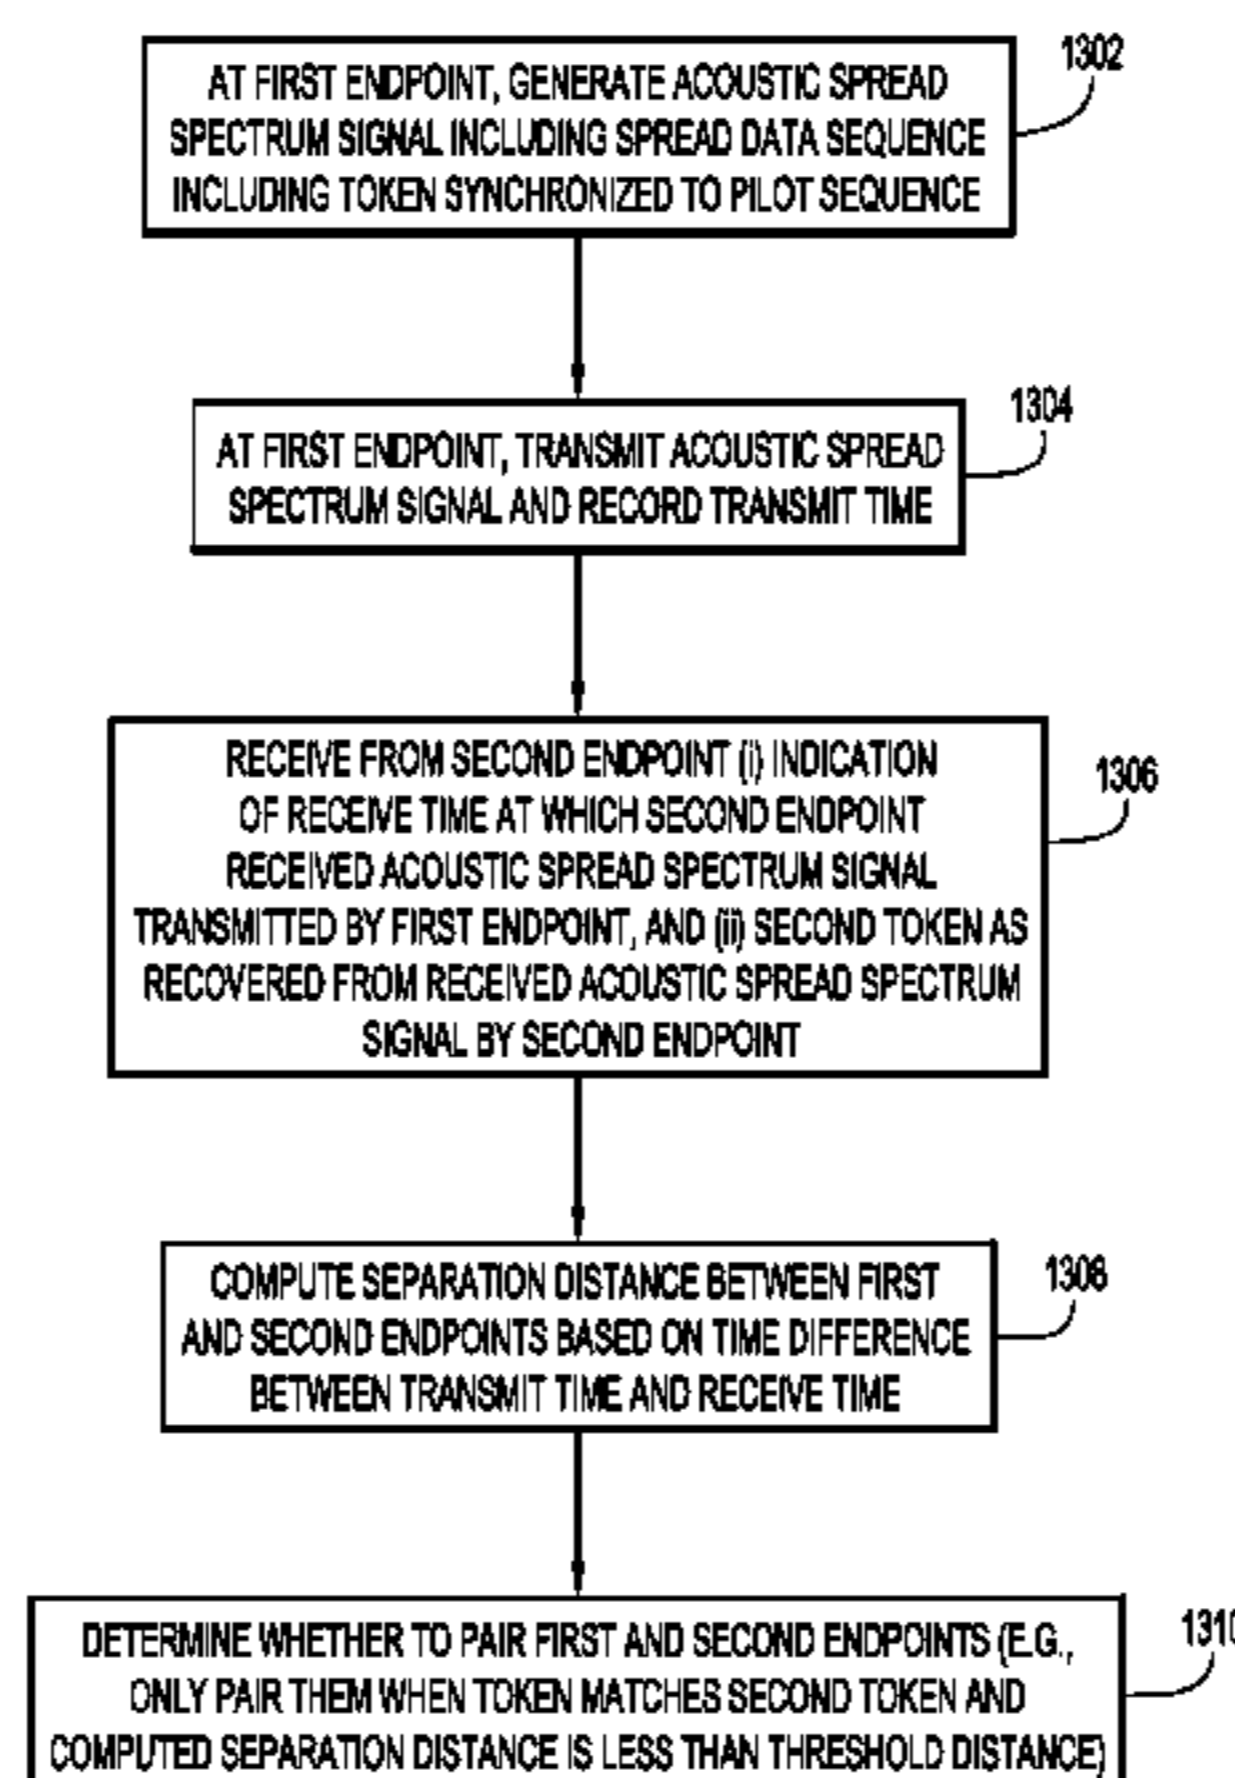 1302
AT FIRST ENDPOINT, GENERATE ACOUSTIC SPREAD
SPECTRUM SIGNAL INCLUDING SPREAD DATA SEQUENCE
INCLUDING TOKEN SYNCHRONIZED TO PILOT SEQUENCE
1304
AT FIRST ENDPOINT, TRANSMIT ACOUSTIC SPREAD
SPECTRUM SIGNAL AND RECORD TRANSMIT TIME
1306
RECEIVE FROM SECOND ENDPOINT (i) INDICATION
OF RECEIVE TIME AT WHICH SECOND ENDPOINT
RECEIVED ACOUSTIC SPREAD SPECTRUM SIGNAL
TRANSMITTED BY FIRST ENDPOINT, AND (ii) SECOND TOKEN AS
RECOVERED FROM RECEIVED ACOUSTIC SPREAD SPECTRUM
SIGNAL BY SECOND ENDPOINT
1308
COMPUTE SEPARATION DISTANCE BETWEEN FIRST
AND SECOND ENDPOINTS BASED ON TIME DIFFERENCE
BETWEEN TRANSMIT TIME AND RECEIVE TIME
1310
DETERMINE WHETHER TO PAIR FIRST AND SECOND ENDPOINTS (E.G.,
ONLY PAIR THEM WHEN TOKEN MATCHES SECOND TOKEN AND
COMPUTED SEPARATION DISTANCE IS LESS THAN THRESHOLD DISTANCE)